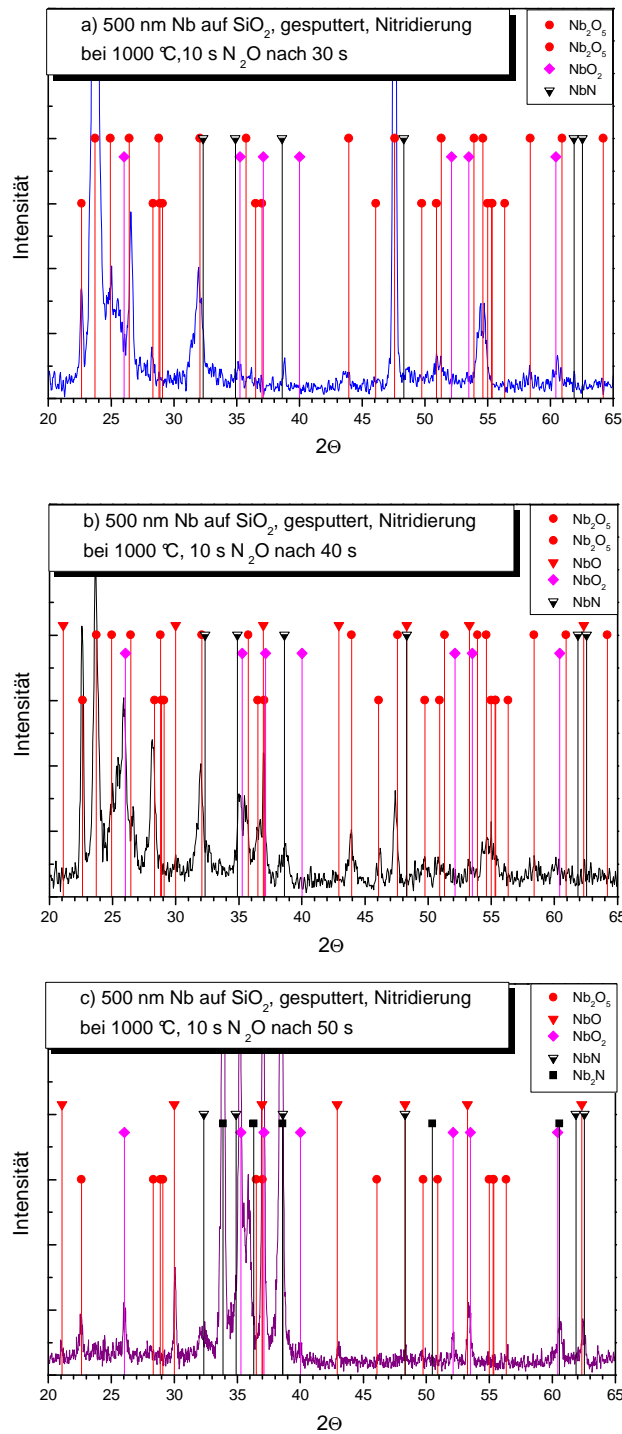 a) 500 nm Nb auf SiO₂, gesputtert, Nitridierung
bei 1000 °C,10 s N₂O nach 30 s
Nb₂O₅
Nb₂O₅
NbO₂
NbN
Intensität
20 25 30 35 40 45 50 55 60 65
2Θ
b) 500 nm Nb auf SiO₂, gesputtert, Nitridierung
bei 1000 °C, 10 s N₂O nach 40 s
Nb₂O₅
Nb₂O₅
NbO
NbO₂
NbN
Intensität
20 25 30 35 40 45 50 55 60 65
2Θ
c) 500 nm Nb auf SiO₂, gesputtert, Nitridierung
bei 1000 °C, 10 s N₂O nach 50 s
Nb₂O₅
NbO
NbO₂
NbN
Nb₂N
Intensität
20 25 30 35 40 45 50 55 60 65
2Θ